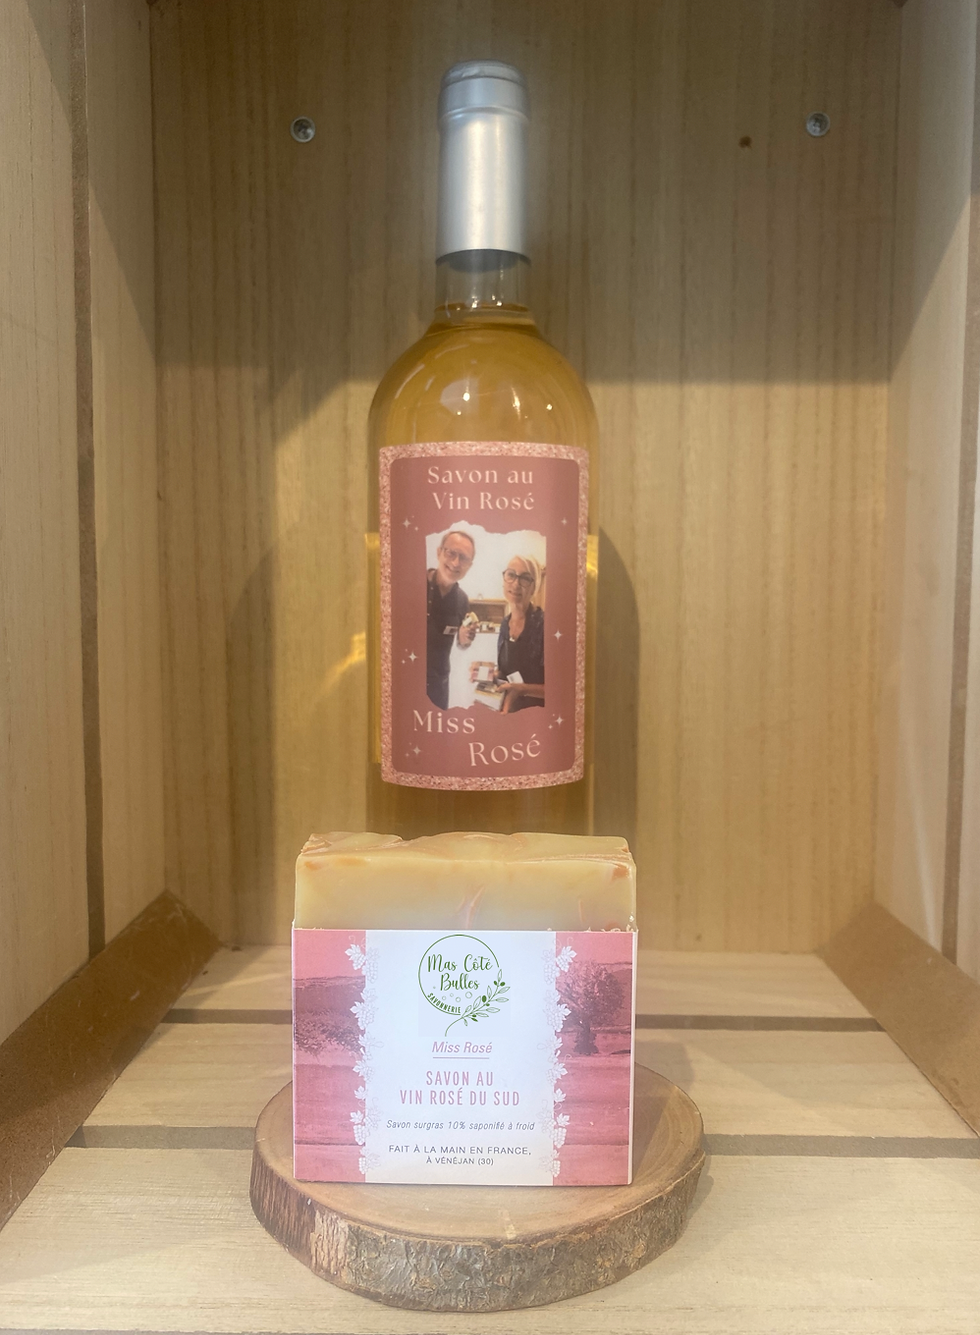 Savon au
Vin Rosé
Miss
Rosé
Mas Côté
Bulles
SAVONNERIE
Miss Rosé
SAVON AU
VIN ROSÉ DU SUD
Savon surgras 10% saponifié à froid
FAIT À LA MAIN EN FRANCE,
À VÉNÉJAN (30)